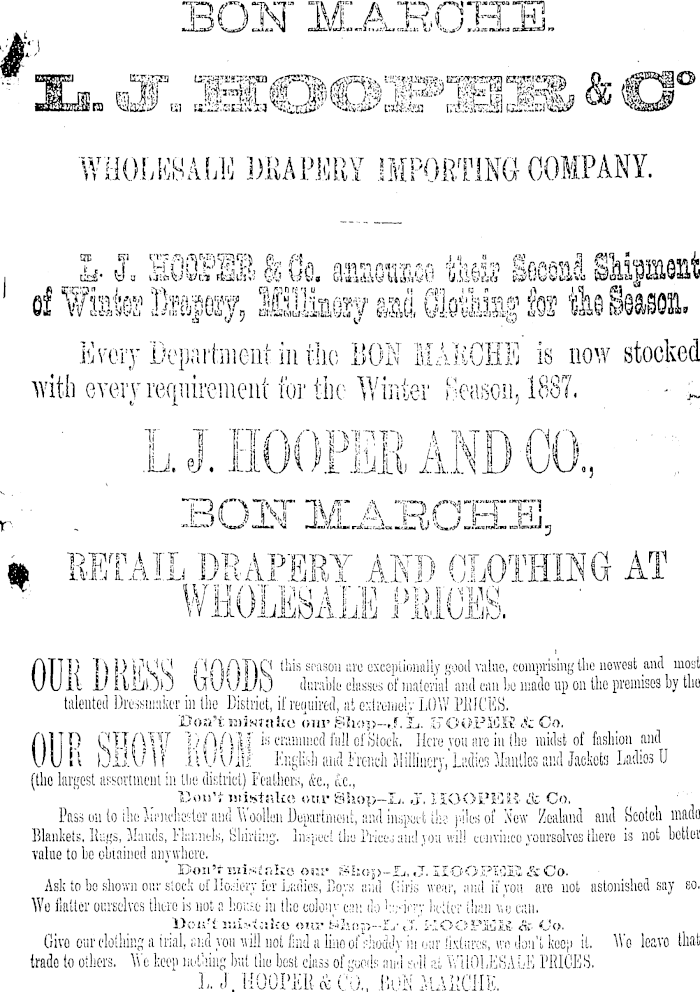 BON MARCHE.
L. J. HOOPER & Co
WHOLESALE DRAPERY IMPORTING COMPANY.
L. J. HOOPER & Co. announce their Second Shipment
of Winter Drapery, Millinery and Clothing for the Season.
Every Department in the BON MARCHE is now stocked
with every requirement for the Winter Season, 1887.
L. J. HOOPER AND CO.,
BON MARCHE,
RETAIL DRAPERY AND CLOTHING AT
WHOLESALE PRICES.
OUR DRESS GOODS this season are exceptionally good value, comprising the newest and most
durable classes of material and can be made up on the premises by the
talented Dressmaker in the District, if required, at extremely LOW PRICES.
Don't mistake our Shop—J. L. HOOPER & Co.
OUR SHOW ROOM is crammed full of Stock. Here you are in the midst of fashion and
English and French Millinery, Ladies Mantles and Jackets Ladies U
(the largest assortment in the district) Feathers, &c., &c.,
Don't mistake our Shop—L. J. HOOPER & Co.
Pass on to the Manchester and Woollen Department, and inspect the piles of New Zealand and Scotch made
Blankets, Rugs, Mauds, Flannels, Shirting. Inspect the Prices and you will convince yourselves there is not better
value to be obtained anywhere.
Don't mistake our Shop—L. J. HOOPER & Co.
Ask to be shown our stock of Hosiery for Ladies, Boys and Girls wear, and if you are not astonished say so.
We flatter ourselves there is not a house in the colony can do hosiery better than we can.
Don't mistake our Shop—L. J. HOOPER & Co.
Give our clothing a trial, and you will not find a line of shoddy in our fixtures, we don't keep it. We leave that
trade to others. We keep nothing but the best class of goods and sell at WHOLESALE PRICES.
L. J. HOOPER & CO., BON MARCHE.